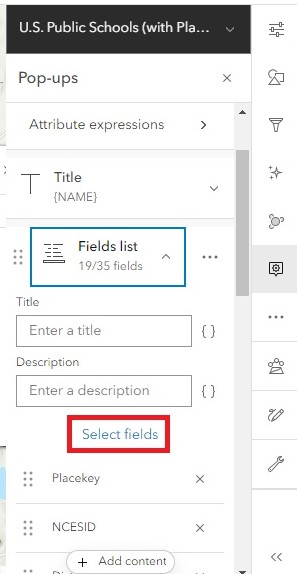 U.S. Public Schools (with Pla...
Pop-ups
Attribute expressions
Title
{NAME}
Fields list
19/35 fields
Title
Enter a title
{ }
Description
Enter a description
{ }
Select fields
Placekey
NCESID
Add content